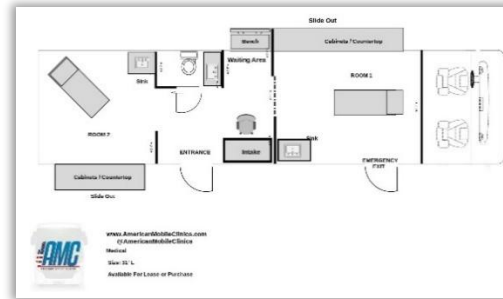 Slide Out
Bench
Cabinets / Countertop
Waiting Area
Sink
ROOM 1
ROOM 2
ENTRANCE
Intake
Sink
EMERGENCY
EXIT
Cabinets / Countertop
Slide Out
AMC
www.AmericanMobileClinics.com
@AmericanMobileClinics
Medical
Available For Lease or Purchase